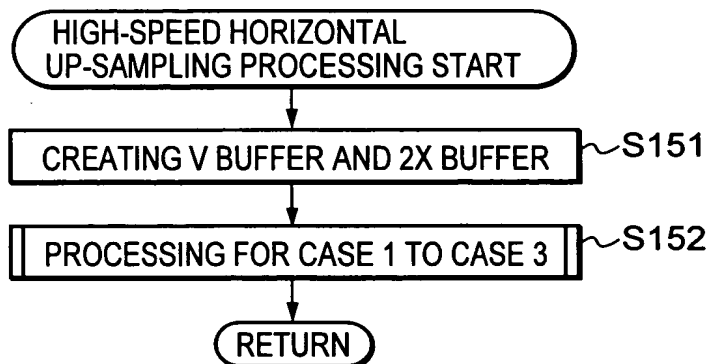 HIGH-SPEED HORIZONTAL
UP-SAMPLING PROCESSING START
CREATING V BUFFER AND 2X BUFFER
S151
PROCESSING FOR CASE 1 TO CASE 3
S152
RETURN